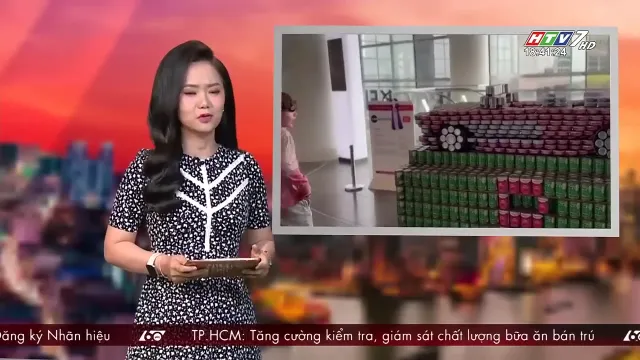 HTV7 HD
18:41:24
Đăng ký Nhãn hiệu 60 TP.HCM: Tăng cường kiểm tra, giám sát chất lượng bữa ăn bán trú